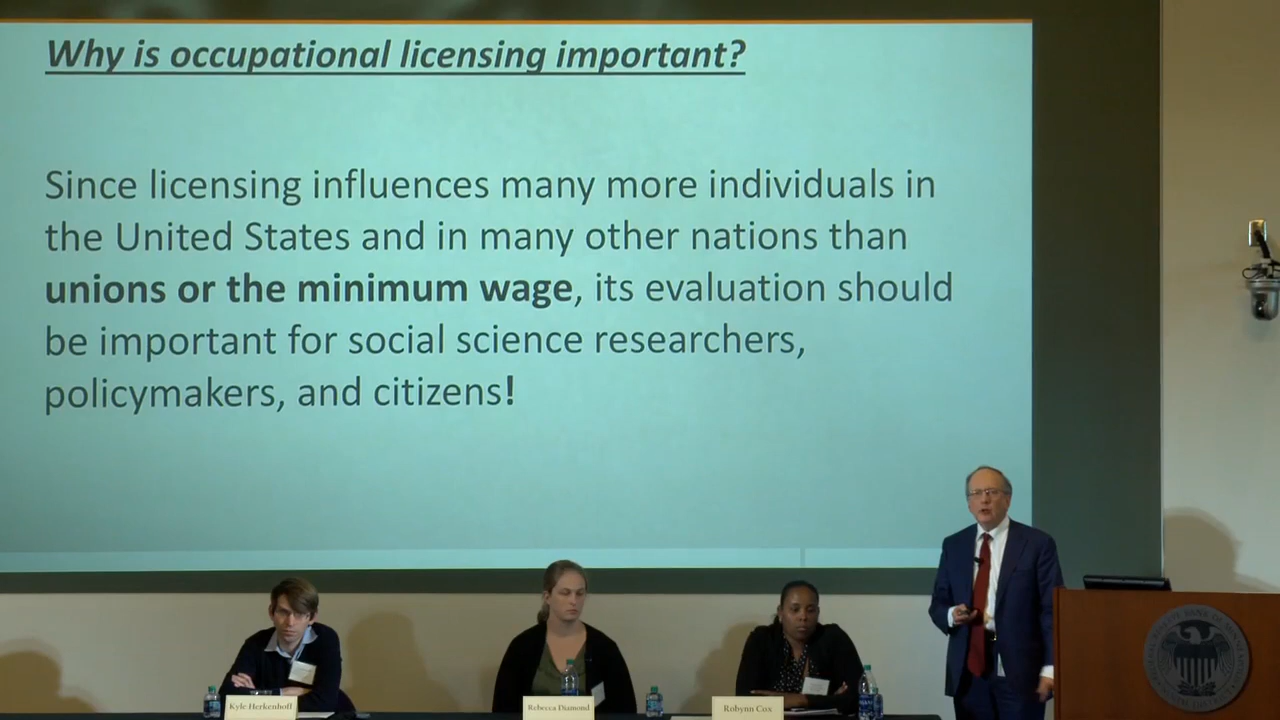 Why is occupational licensing important?
Since licensing influences many more individuals in
the United States and in many other nations than
unions or the minimum wage, its evaluation should
be important for social science researchers,
policymakers, and citizens!
Kyle Herkenhoff
Rebecca Diamond
Robynn Cox